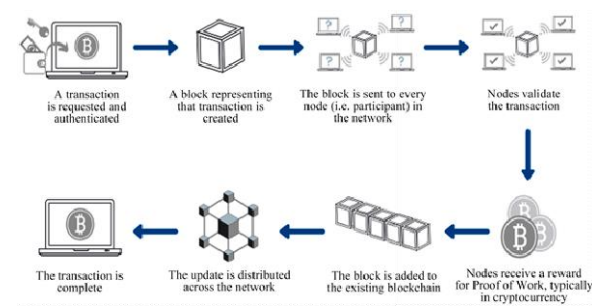 A transaction
is requested and
authenticated
A block representing
that transaction is
created
The block is sent to every
node (i.e. participant) in
the network
Nodes validate
the transaction
Nodes receive a reward
for Proof of Work, typically
in cryptocurrency
The block is added to
the existing blockchain
The update is distributed
across the network
The transaction is
complete